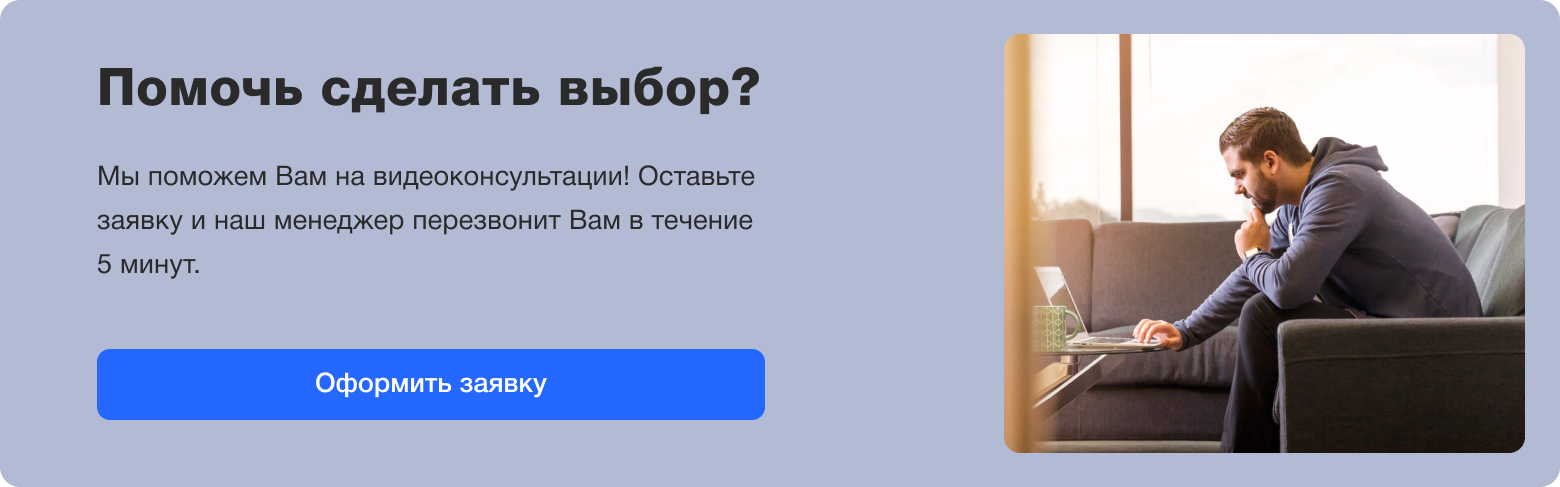 Помочь сделать выбор?
Мы поможем Вам на видеоконсультации! Оставьте
заявку и наш менеджер перезвонит Вам в течение
5 минут.
Оформить заявку